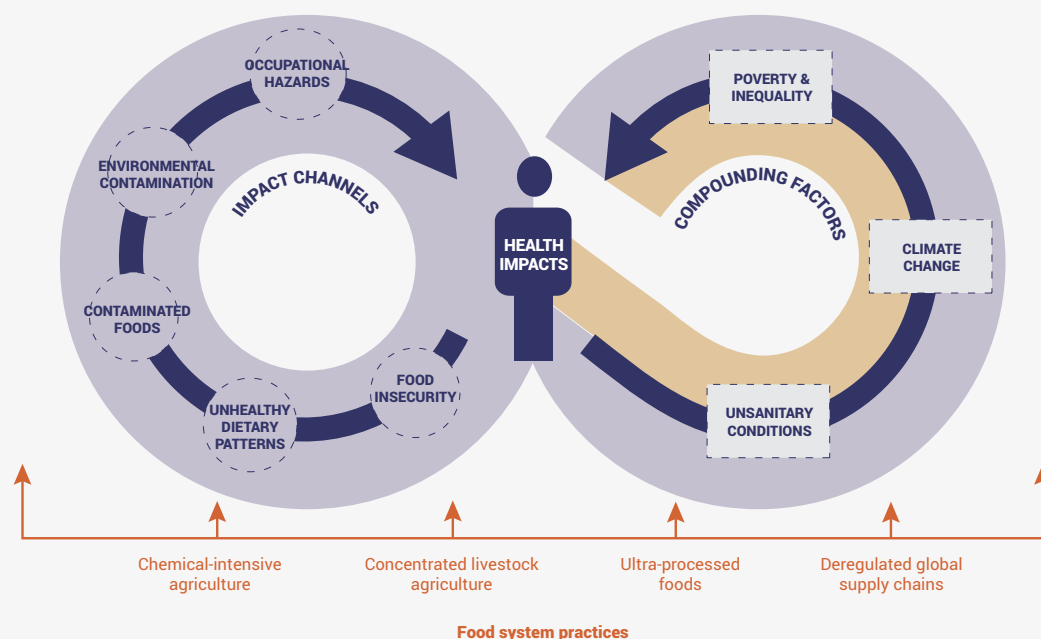 OCCUPATIONAL
HAZARDS
ENVIRONMENTAL
CONTAMINATION
CONTAMINATED
FOODS
UNHEALTHY
DIETARY
PATTERNS
FOOD
INSECURITY
IMPACT CHANNELS
HEALTH
IMPACTS
COMPOUNDING FACTORS
POVERTY &
INEQUALITY
CLIMATE
CHANGE
UNSANITARY
CONDITIONS
Chemical-intensive
agriculture
Concentrated livestock
agriculture
Ultra-processed
foods
Deregulated global
supply chains
Food system practices